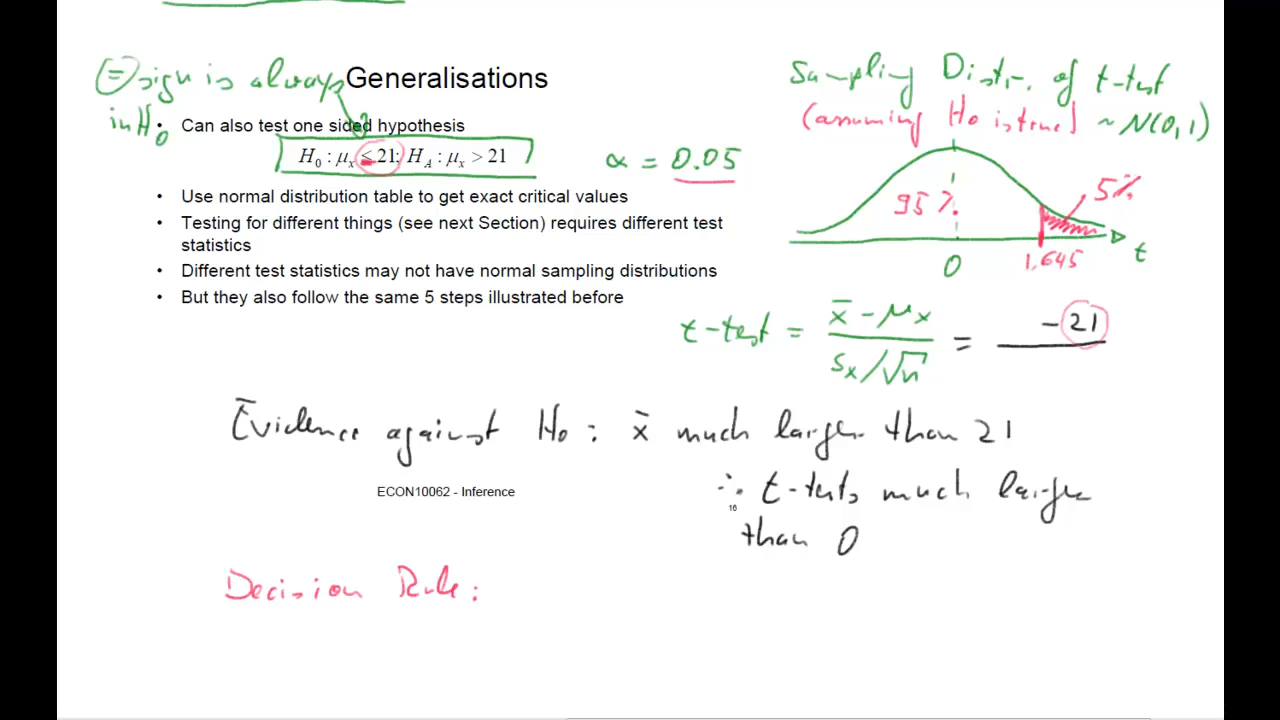 (=) sign is always
in H0
Generalisations
• Can also test one sided hypothesis
H0 : μx ≤ 21; HA : μx > 21
α = 0.05
• Use normal distribution table to get exact critical values
• Testing for different things (see next Section) requires different test
statistics
• Different test statistics may not have normal sampling distributions
• But they also follow the same 5 steps illustrated before
Sampling Distr. of t-test
(assuming H0 is true) ~ N(0,1)
95%
5%
0
1.645
t
t-test = (x̄ - μx) / (sx/√n) = -21
Evidence against H0 : x̄ much larger than 21
∴ t-tests much larger
than 0
ECON10062 - Inference
16
Decision Rule: